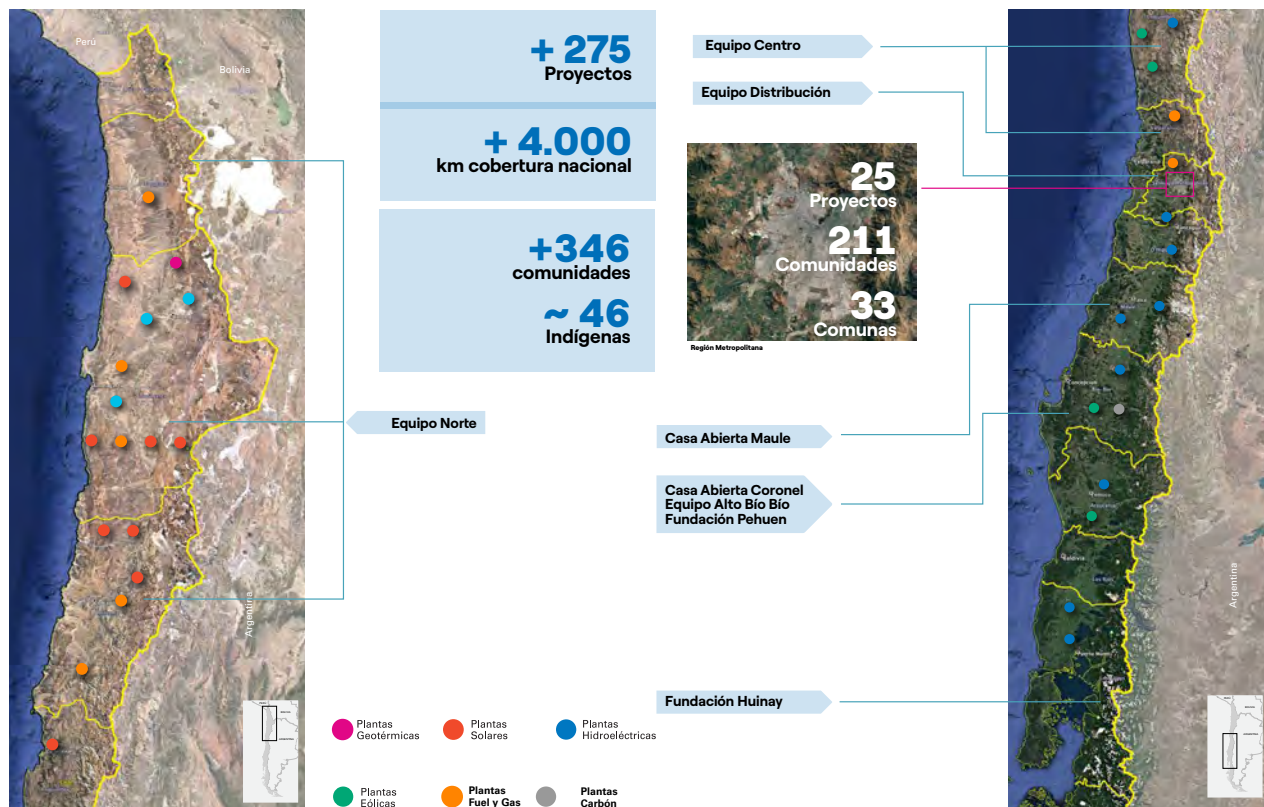 Perú
Bolivia
Argentina
+ 275
Proyectos
+ 4.000
km cobertura nacional
+346
comunidades
~ 46
Indígenas
Equipo Norte
Equipo Centro
Equipo Distribución
25
Proyectos
211
Comunidades
33
Comunas
Región Metropolitana
Casa Abierta Maule
Casa Abierta Coronel
Equipo Alto Bío Bío
Fundación Pehuen
Fundación Huinay
Argentina
Plantas
Geotérmicas
Plantas
Solares
Plantas
Hidroeléctricas
Plantas
Eólicas
Plantas
Fuel y Gas
Plantas
Carbón